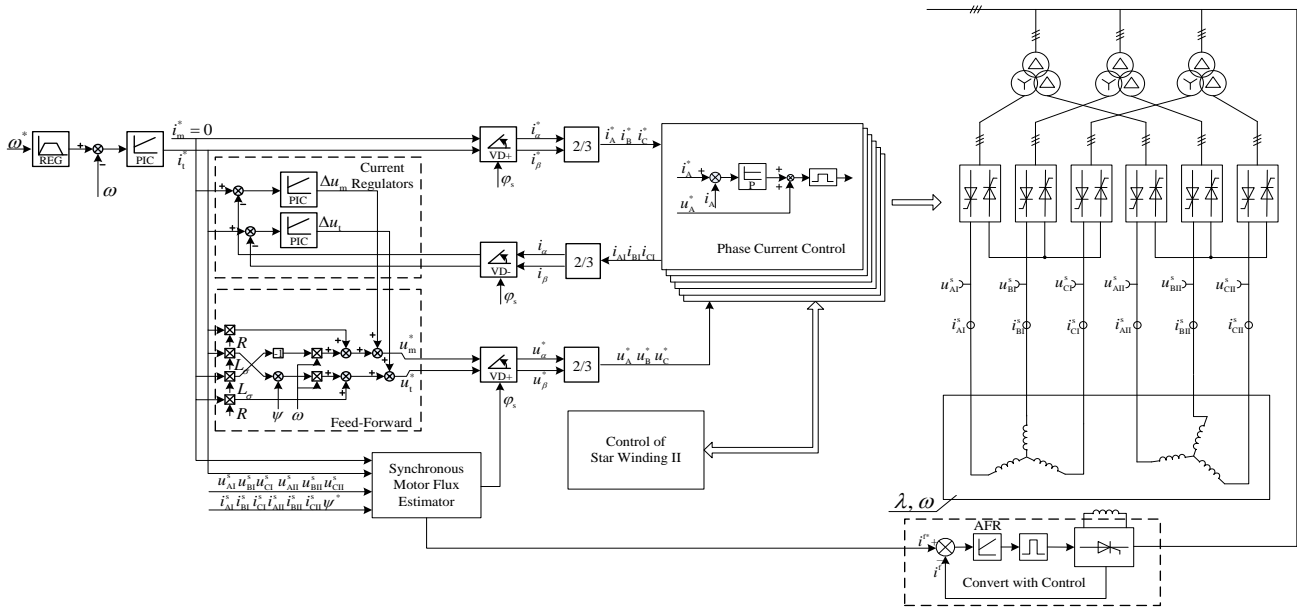 i*m = 0
ω*
REG
+
-
ω
PIC
i*t
VD+
φs
i*α
i*β
2/3
i*A i*B i*C
Current
Regulators
+
-
PIC
Δum
+
-
PIC
Δut
VD-
φs
iα
iβ
2/3
iAI iBI iCI
i*A
+
iA
P
+
+
u*A
Phase Current Control
R
Lσ
Lσ
R
-1
ψ
ω
+
+
+
+
+
+
+
+
+
+
u*m
u*t
Feed-Forward
VD+
φs
u*α
u*β
2/3
u*A u*B u*C
Control of
Star Winding II
Synchronous
Motor Flux
Estimator
usAI usBI usCI usAII usBII usCII
isAI isBI isCI isAII isBII isCII ψ*
usAI
usBI
usCI
usAII
usBII
usCII
isAI
isBI
isCI
isAII
isBII
isCII
λ, ω
AFR
if*
+
if
Convert with Control